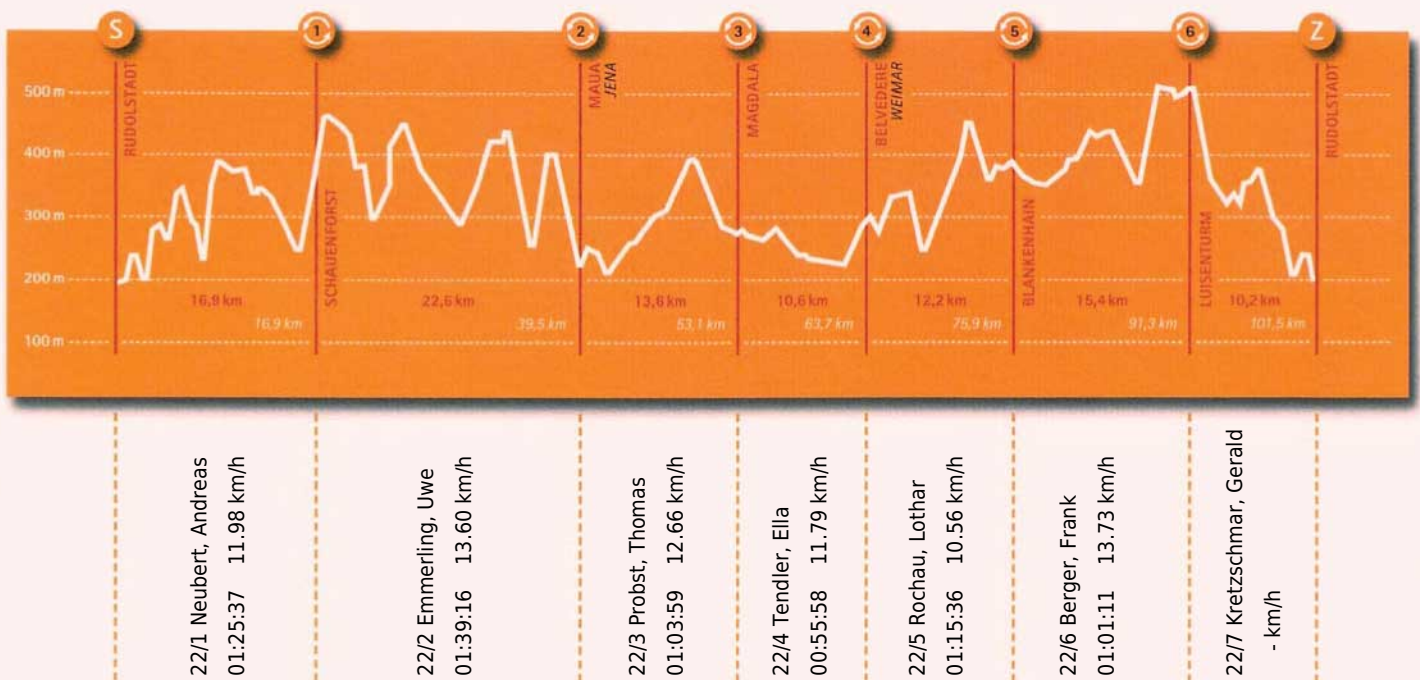 S
1
2
3
4
5
6
Z
500 m
400 m
300 m
200 m
100 m
RUDOLSTADT
SCHAUENFORST
MAUA
JENA
MAGDALA
BELVEDERE
WEIMAR
BLANKENHAIN
LUISENTURM
RUDOLSTADT
16,9 km
22,6 km
13,6 km
10,6 km
12,2 km
15,4 km
10,2 km
16,9 km
39,5 km
53,1 km
63,7 km
75,9 km
91,3 km
101,5 km
22/1 Neubert, Andreas
01:25:37 11.98 km/h
22/2 Emmerling, Uwe
01:39:16 13.60 km/h
22/3 Probst, Thomas
01:03:59 12.66 km/h
22/4 Tendler, Ella
00:55:58 11.79 km/h
22/5 Rochau, Lothar
01:15:36 10.56 km/h
22/6 Berger, Frank
01:01:11 13.73 km/h
22/7 Kretzschmar, Gerald
- km/h